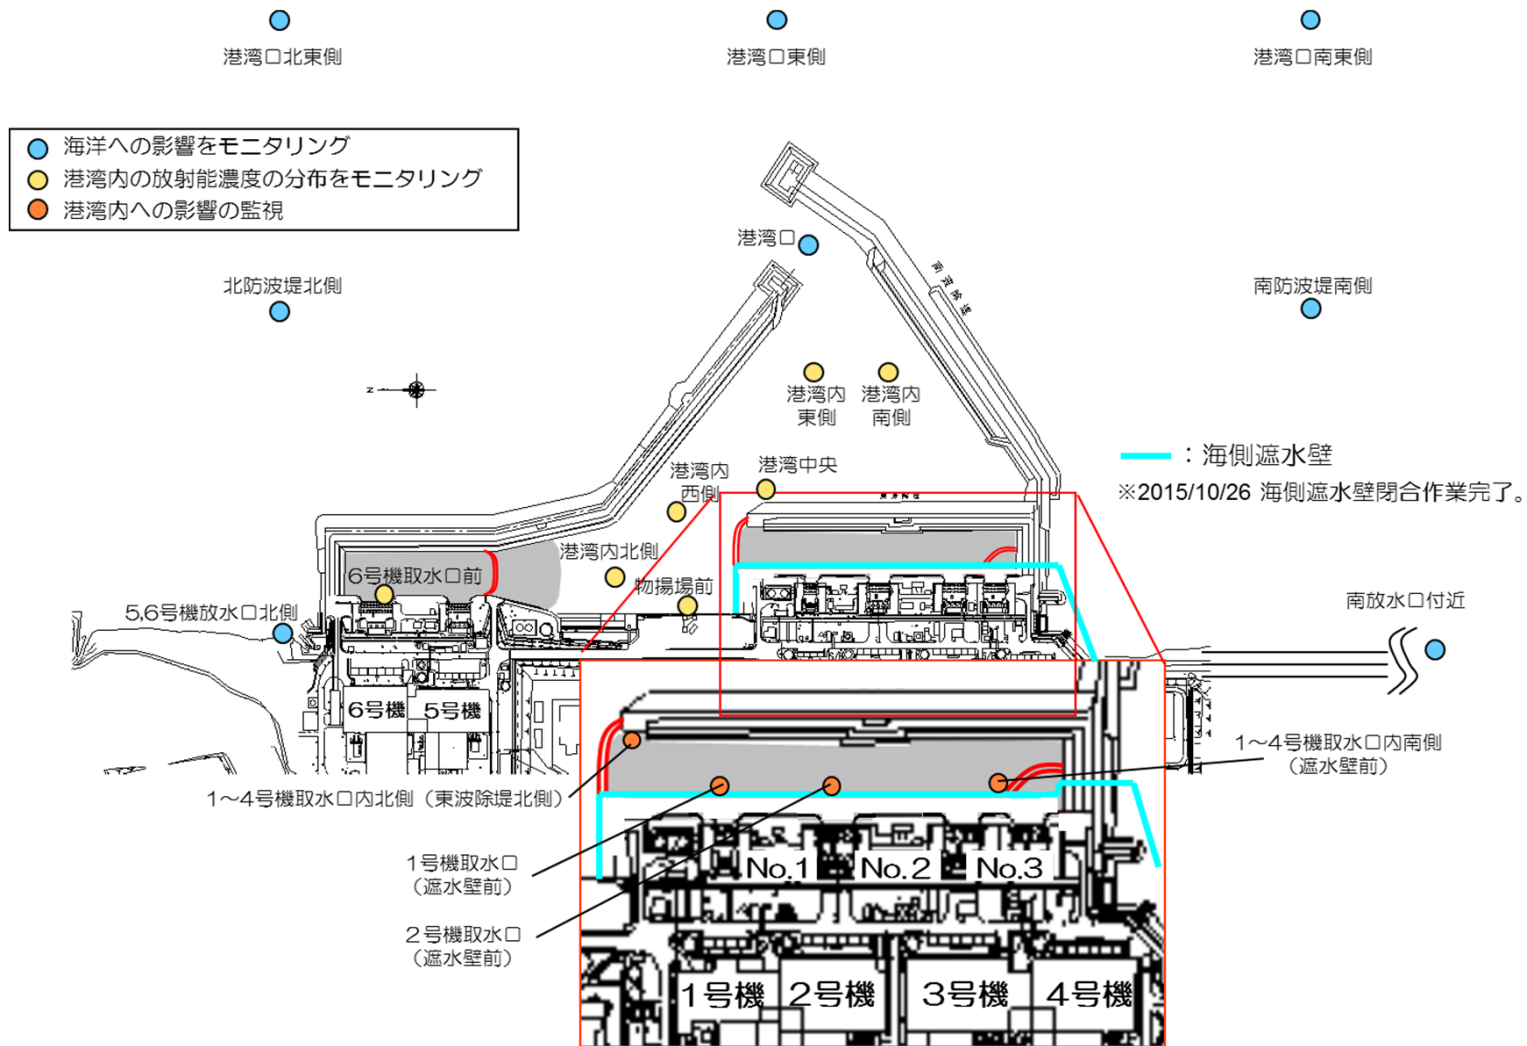 港湾口北東側
港湾口東側
港湾口南東側
海洋への影響をモニタリング
港湾内の放射能濃度の分布をモニタリング
港湾内への影響の監視
港湾口
北防波堤北側
南防波堤南側
N
港湾内
東側
港湾内
南側
：海側遮水壁
※2015/10/26 海側遮水壁閉合作業完了。
港湾中央
港湾内
西側
港湾内北側
6号機取水口前
物揚場前
5,6号機放水口北側
南放水口付近
6号機
5号機
1～4号機取水口内南側
（遮水壁前）
1～4号機取水口内北側（東波除堤北側）
1号機取水口
（遮水壁前）
2号機取水口
（遮水壁前）
No.1
No.2
No.3
1号機
2号機
3号機
4号機